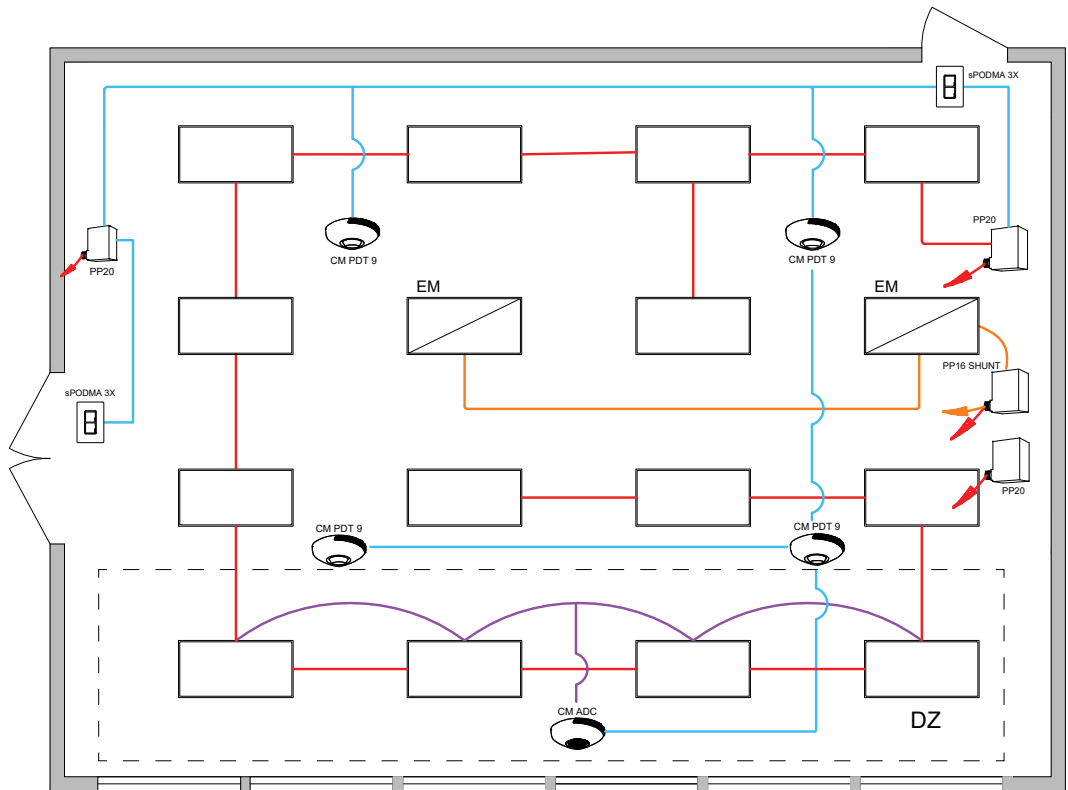 sPODMA 3X
PP20
CM PDT 9
CM PDT 9
PP20
EM
EM
PP16 SHUNT
sPODMA 3X
PP20
CM PDT 9
CM PDT 9
CM ADC
DZ